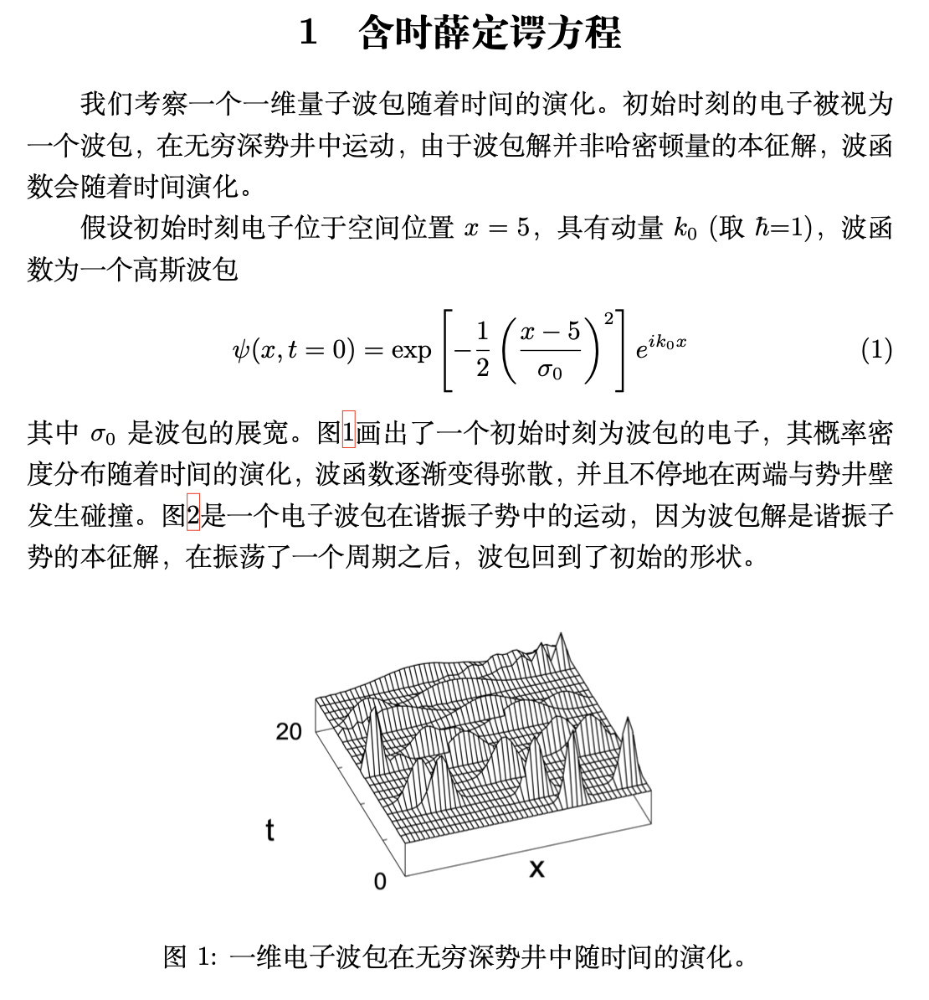 1 含时薛定谔方程
我们考察一个一维量子波包随着时间的演化。初始时刻的电子被视为
一个波包，在无穷深势井中运动，由于波包解并非哈密顿量的本征解，波函
数会随着时间演化。
假设初始时刻电子位于空间位置 x = 5，具有动量 k₀ (取 ħ=1)，波函
数为一个高斯波包
ψ(x, t = 0) = exp [−1/2 ((x − 5)/σ₀)²] e^{ik₀x} (1)
其中 σ₀ 是波包的展宽。图1画出了一个初始时刻为波包的电子，其概率密
度分布随着时间的演化，波函数逐渐变得弥散，并且不停地在两端与势井壁
发生碰撞。图2是一个电子波包在谐振子势中的运动，因为波包解是谐振子
势的本征解，在振荡了一个周期之后，波包回到了初始的形状。
20
t
0
x
图 1: 一维电子波包在无穷深势井中随时间的演化。